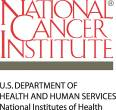 NATIONAL®
CANCER
INSTITUTE
U.S. DEPARTMENT OF
HEALTH AND HUMAN SERVICES
National Institutes of Health